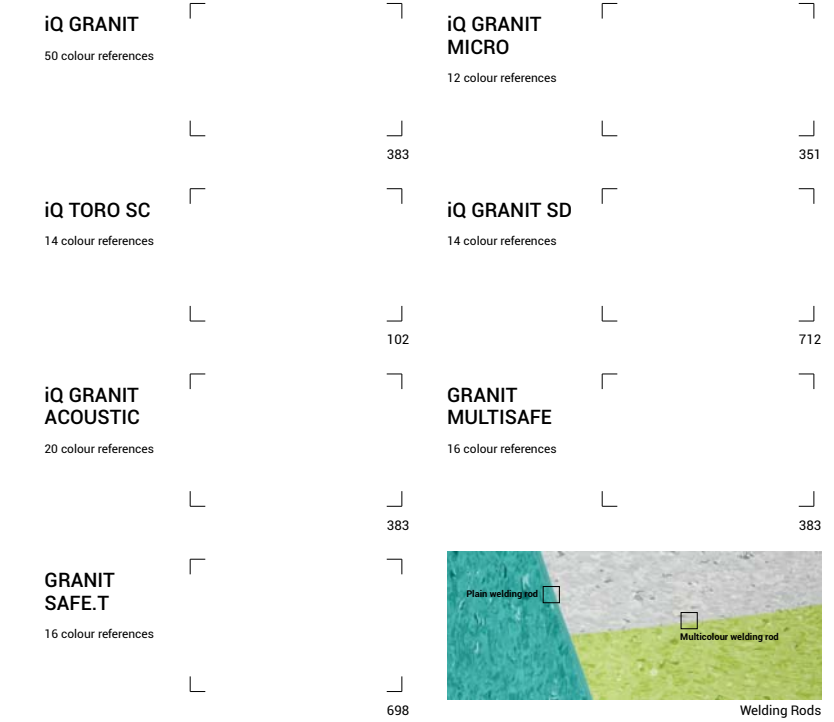 iQ GRANIT
50 colour references
383
iQ GRANIT
MICRO
12 colour references
351
iQ TORO SC
14 colour references
102
iQ GRANIT SD
14 colour references
712
iQ GRANIT
ACOUSTIC
20 colour references
383
GRANIT
MULTISAFE
16 colour references
383
GRANIT
SAFE.T
16 colour references
698
Plain welding rod
Multicolour welding rod
Welding Rods